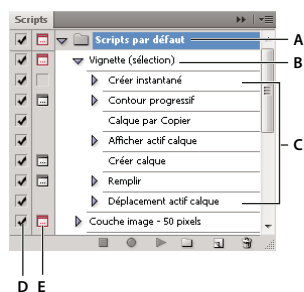 Scripts
Scripts par défaut
A
Vignette (sélection)
B
Créer instantané
Contour progressif
Calque par Copier
C
Afficher actif calque
Créer calque
Remplir
Déplacement actif calque
Couche image - 50 pixels
D E